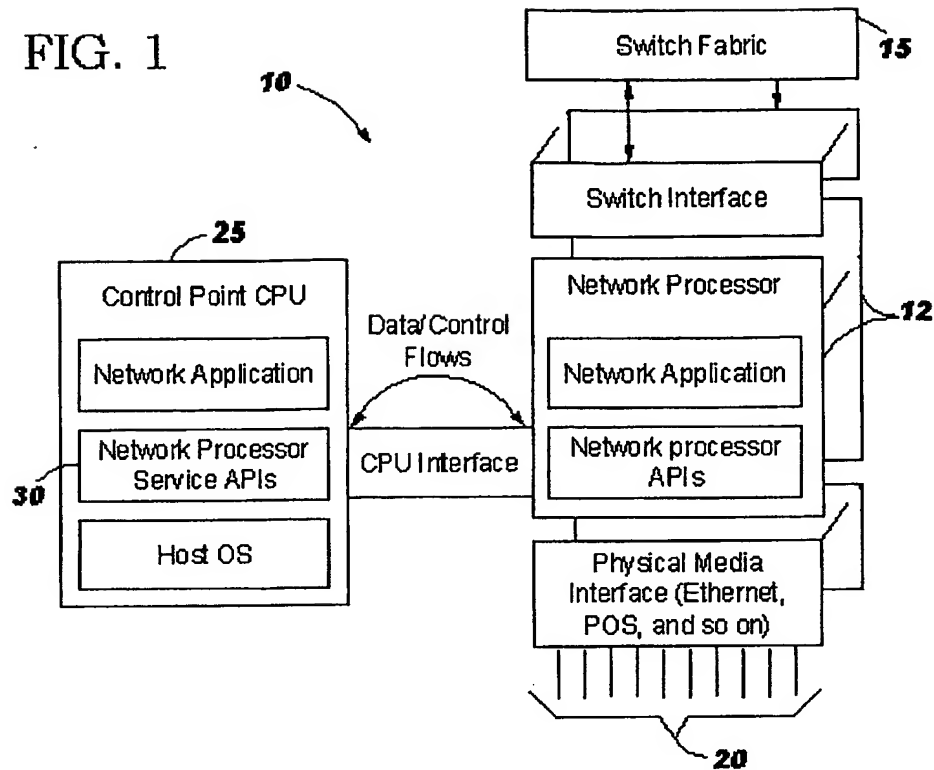 FIG. 1
10
Switch Fabric
15
Switch Interface
25
Control Point CPU
Network Application
Network Processor
Service APIs
30
Host OS
Data/Control
Flows
CPU Interface
Network Processor
12
Network Application
Network processor
APIs
Physical Media
Interface (Ethernet,
POS, and so on)
20